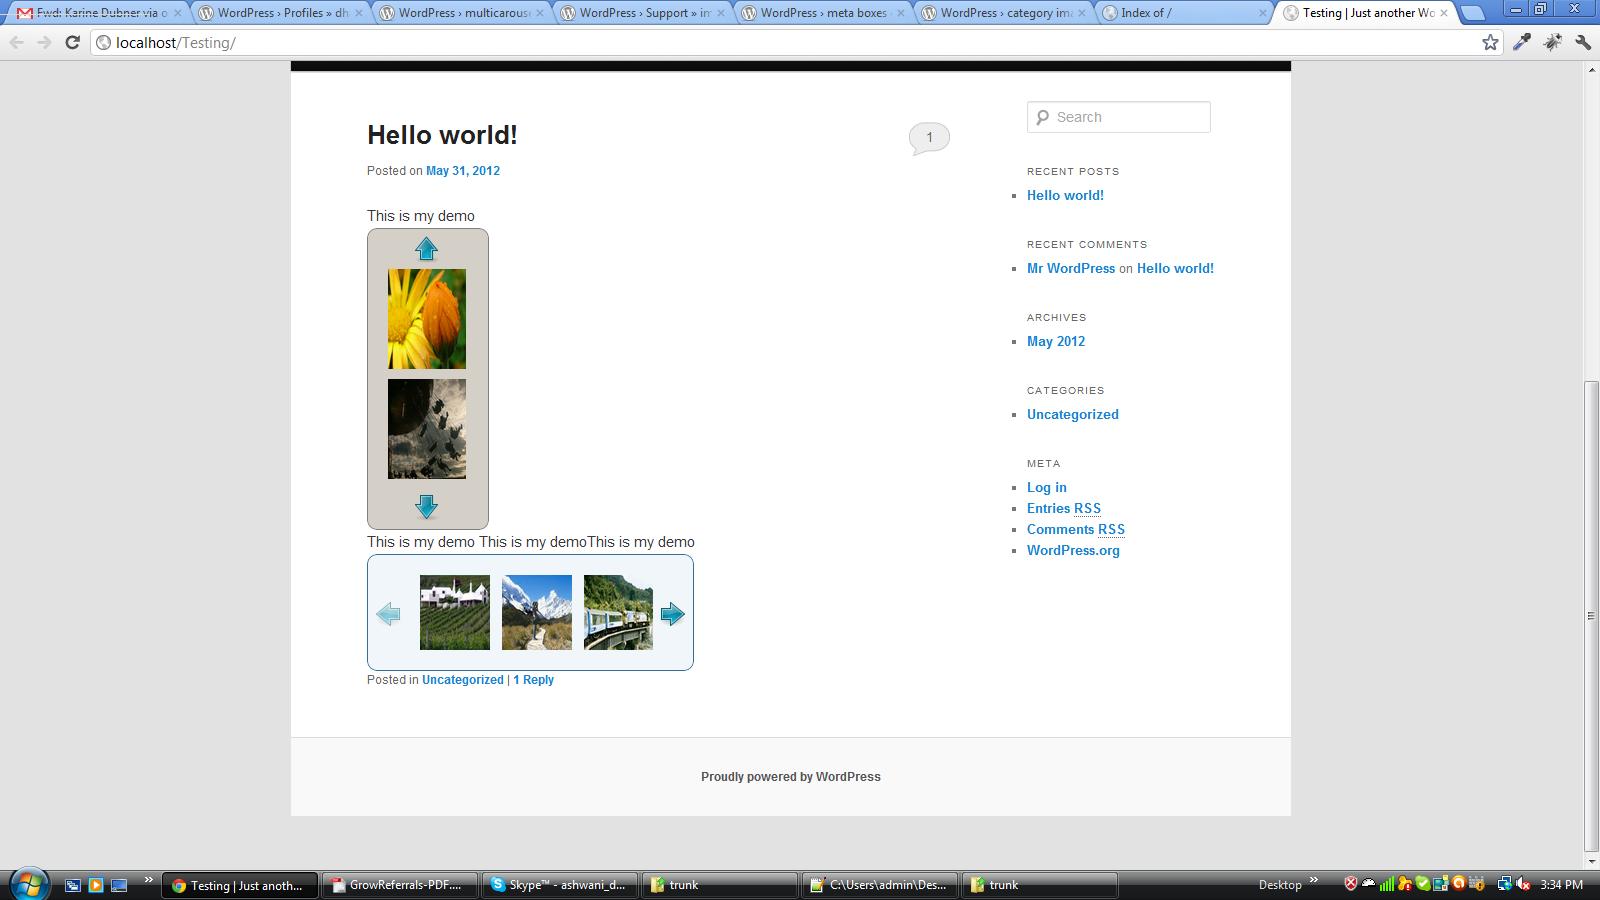 Fwd: Karine Dubner via o
WordPress › Profiles » dh
WordPress › multicarous
WordPress › Support » im
WordPress › meta boxes
WordPress › category ima
Index of /
Testing | Just another Wo
localhost/Testing/
Hello world!
1
Posted on May 31, 2012
This is my demo
This is my demo This is my demoThis is my demo
Posted in Uncategorized | 1 Reply
Search
RECENT POSTS
Hello world!
RECENT COMMENTS
Mr WordPress on Hello world!
ARCHIVES
May 2012
CATEGORIES
Uncategorized
META
Log in
Entries RSS
Comments RSS
WordPress.org
Proudly powered by WordPress
Testing | Just anoth...
GrowReferrals-PDF....
Skype™ - ashwani_d...
trunk
C:\Users\admin\Des...
trunk
Desktop
3:34 PM